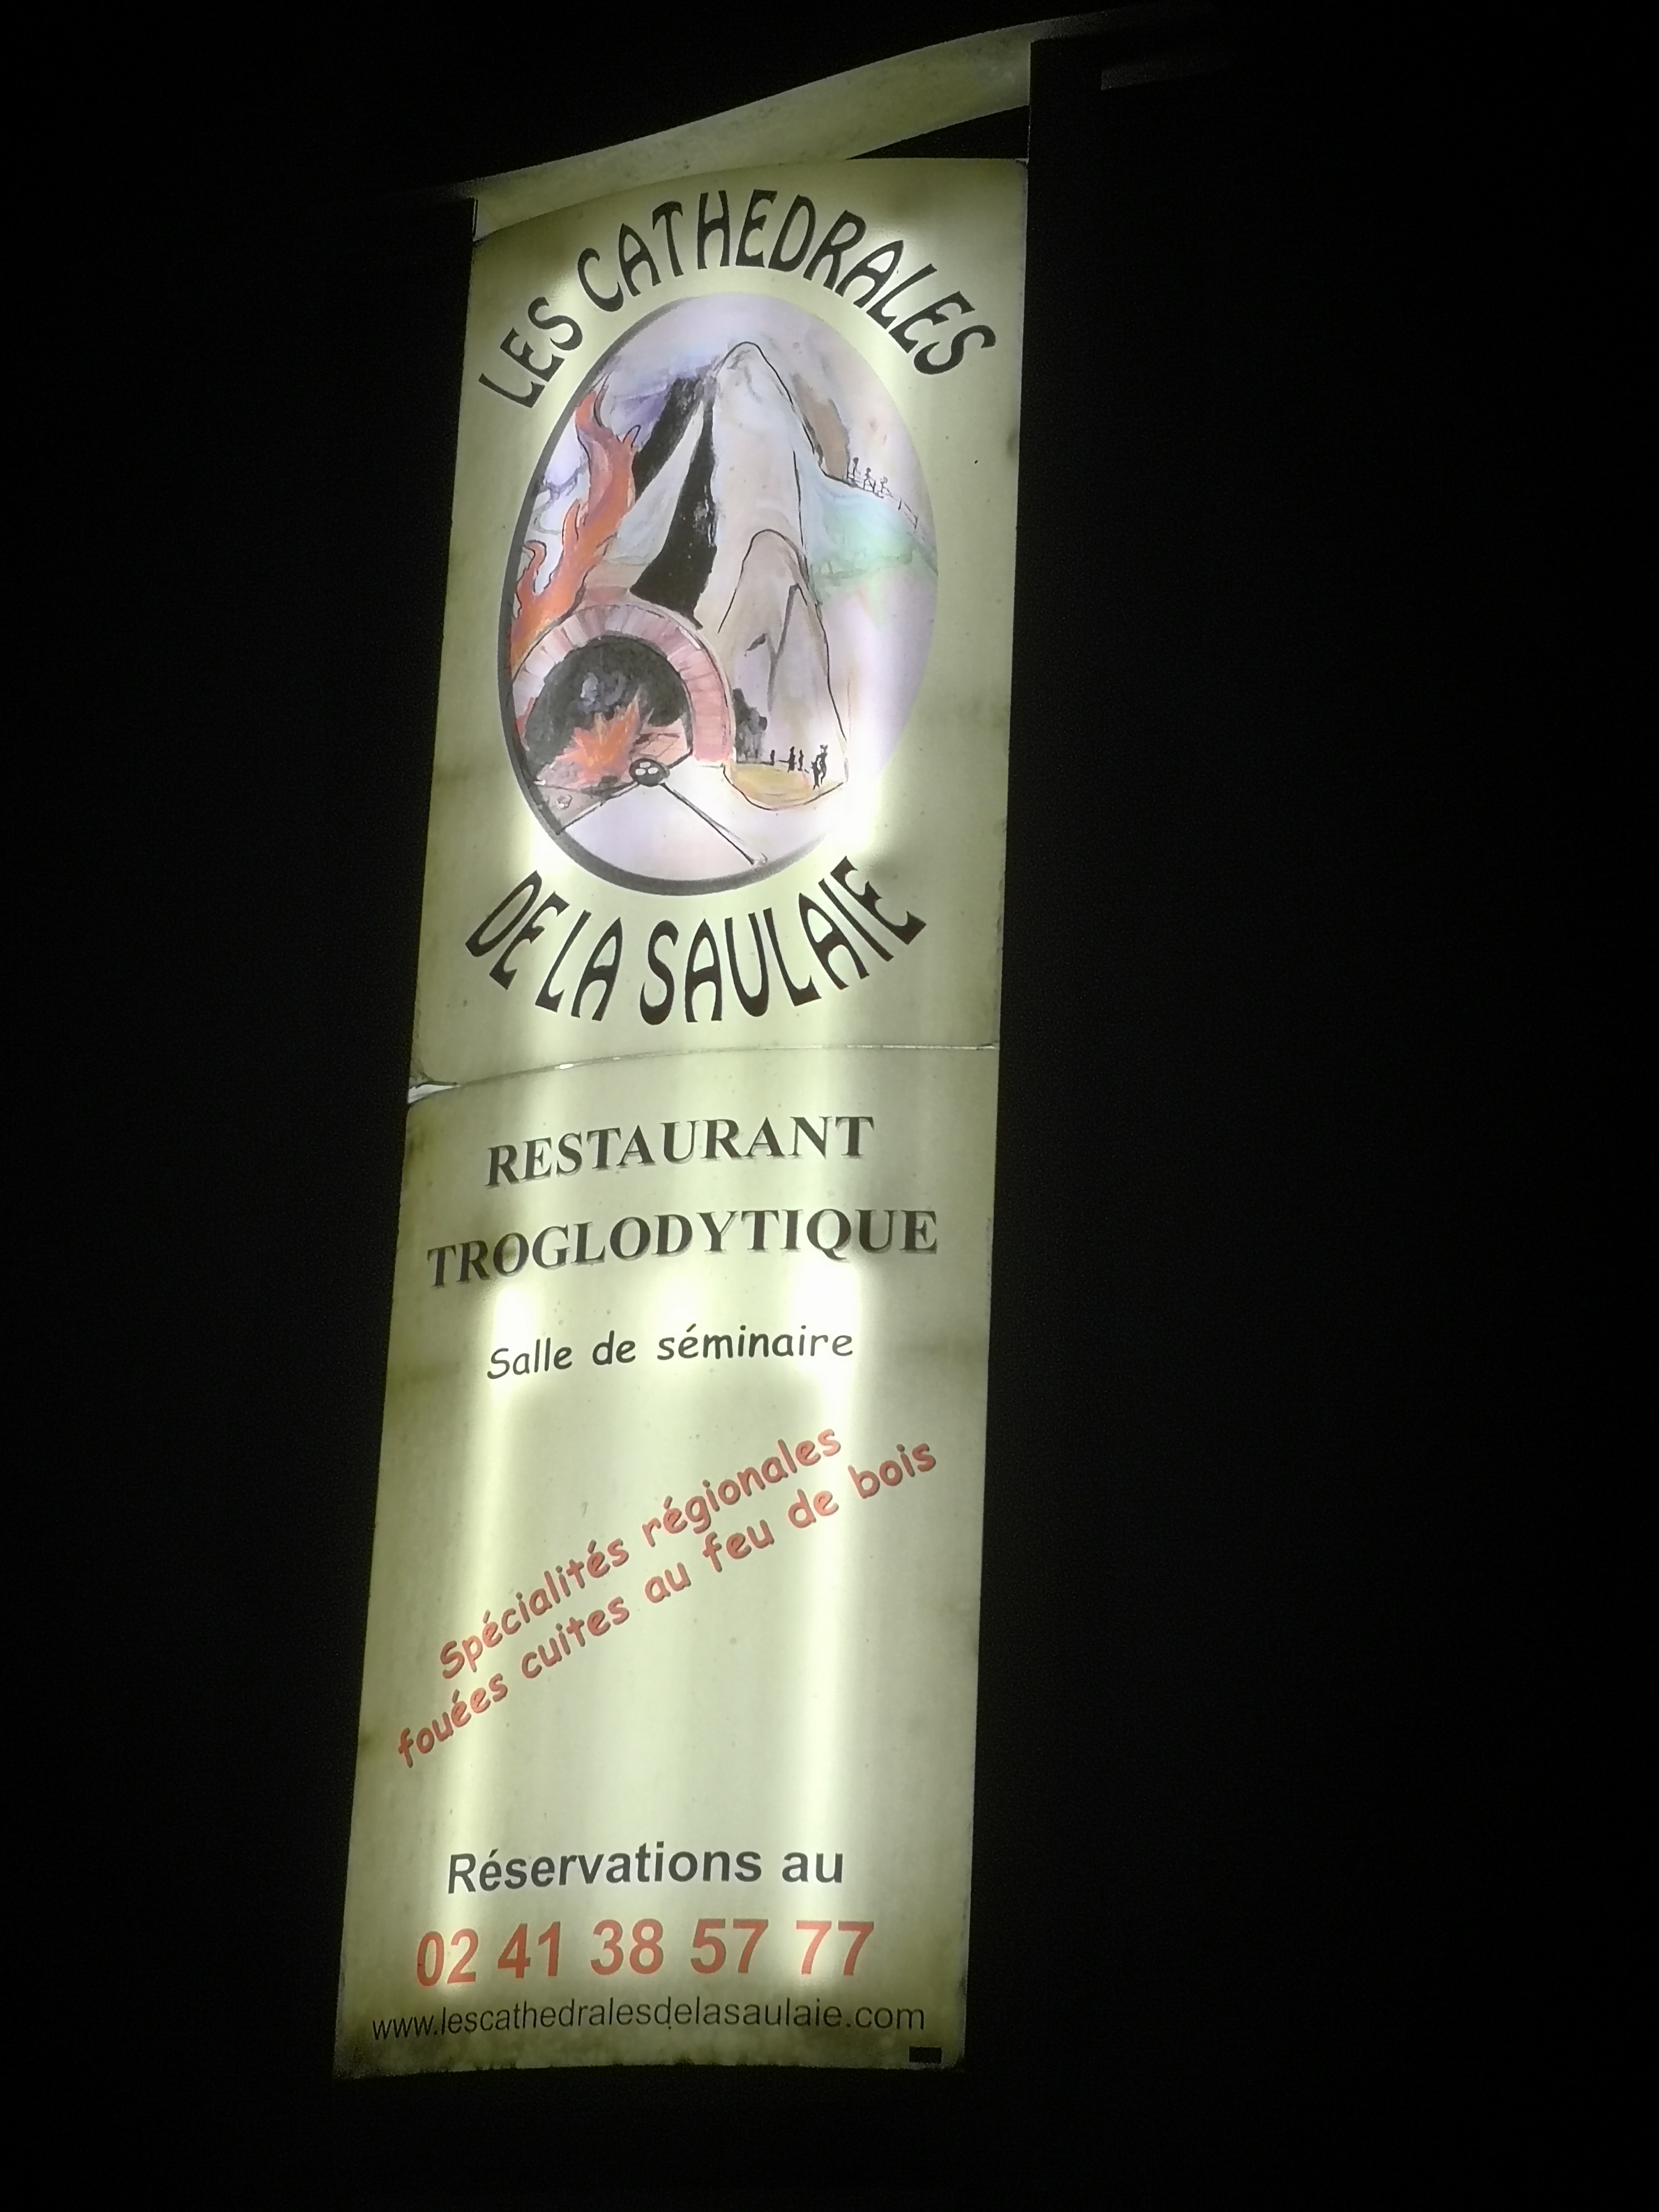 LES CATHEDRALES
DE LA SAULAIE
RESTAURANT
TROGLODYTIQUE
Salle de séminaire
Spécialités régionales
fouées cuites au feu de bois
Réservations au
02 41 38 57 77
www.lescathedralesdelasaulaie.com